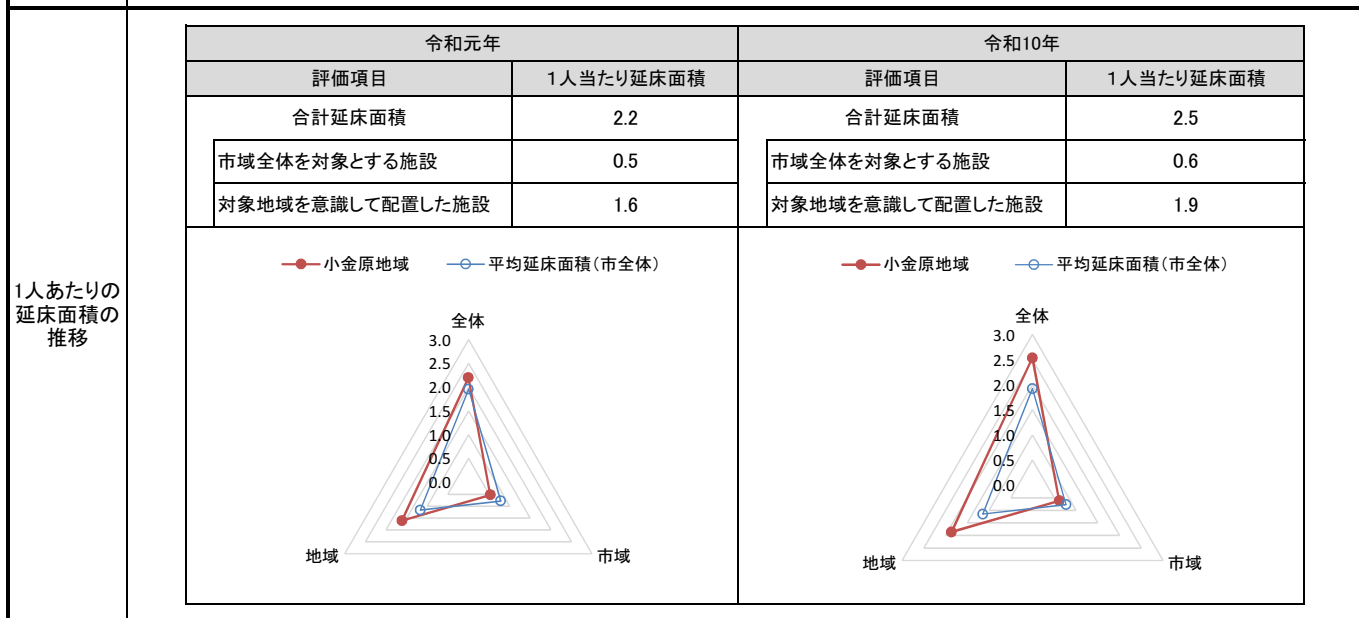 1人あたりの
延床面積の
推移
令和元年
評価項目 1人当たり延床面積
合計延床面積 2.2
市域全体を対象とする施設 0.5
対象地域を意識して配置した施設 1.6
小金原地域 平均延床面積(市全体)
全体
3.0
2.5
2.0
1.5
1.0
0.5
0.0
地域 市域
令和10年
評価項目 1人当たり延床面積
合計延床面積 2.5
市域全体を対象とする施設 0.6
対象地域を意識して配置した施設 1.9
小金原地域 平均延床面積(市全体)
全体
3.0
2.5
2.0
1.5
1.0
0.5
0.0
地域 市域